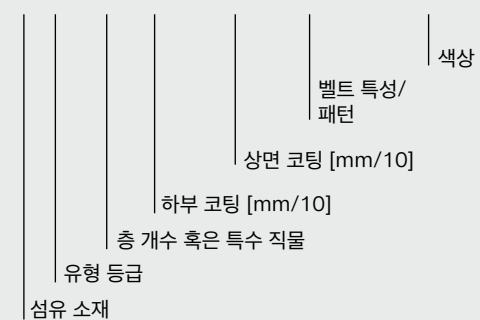 색상
벨트 특성/
패턴
상면 코팅 [mm/10]
하부 코팅 [mm/10]
층 개수 혹은 특수 직물
유형 등급
섬유 소재